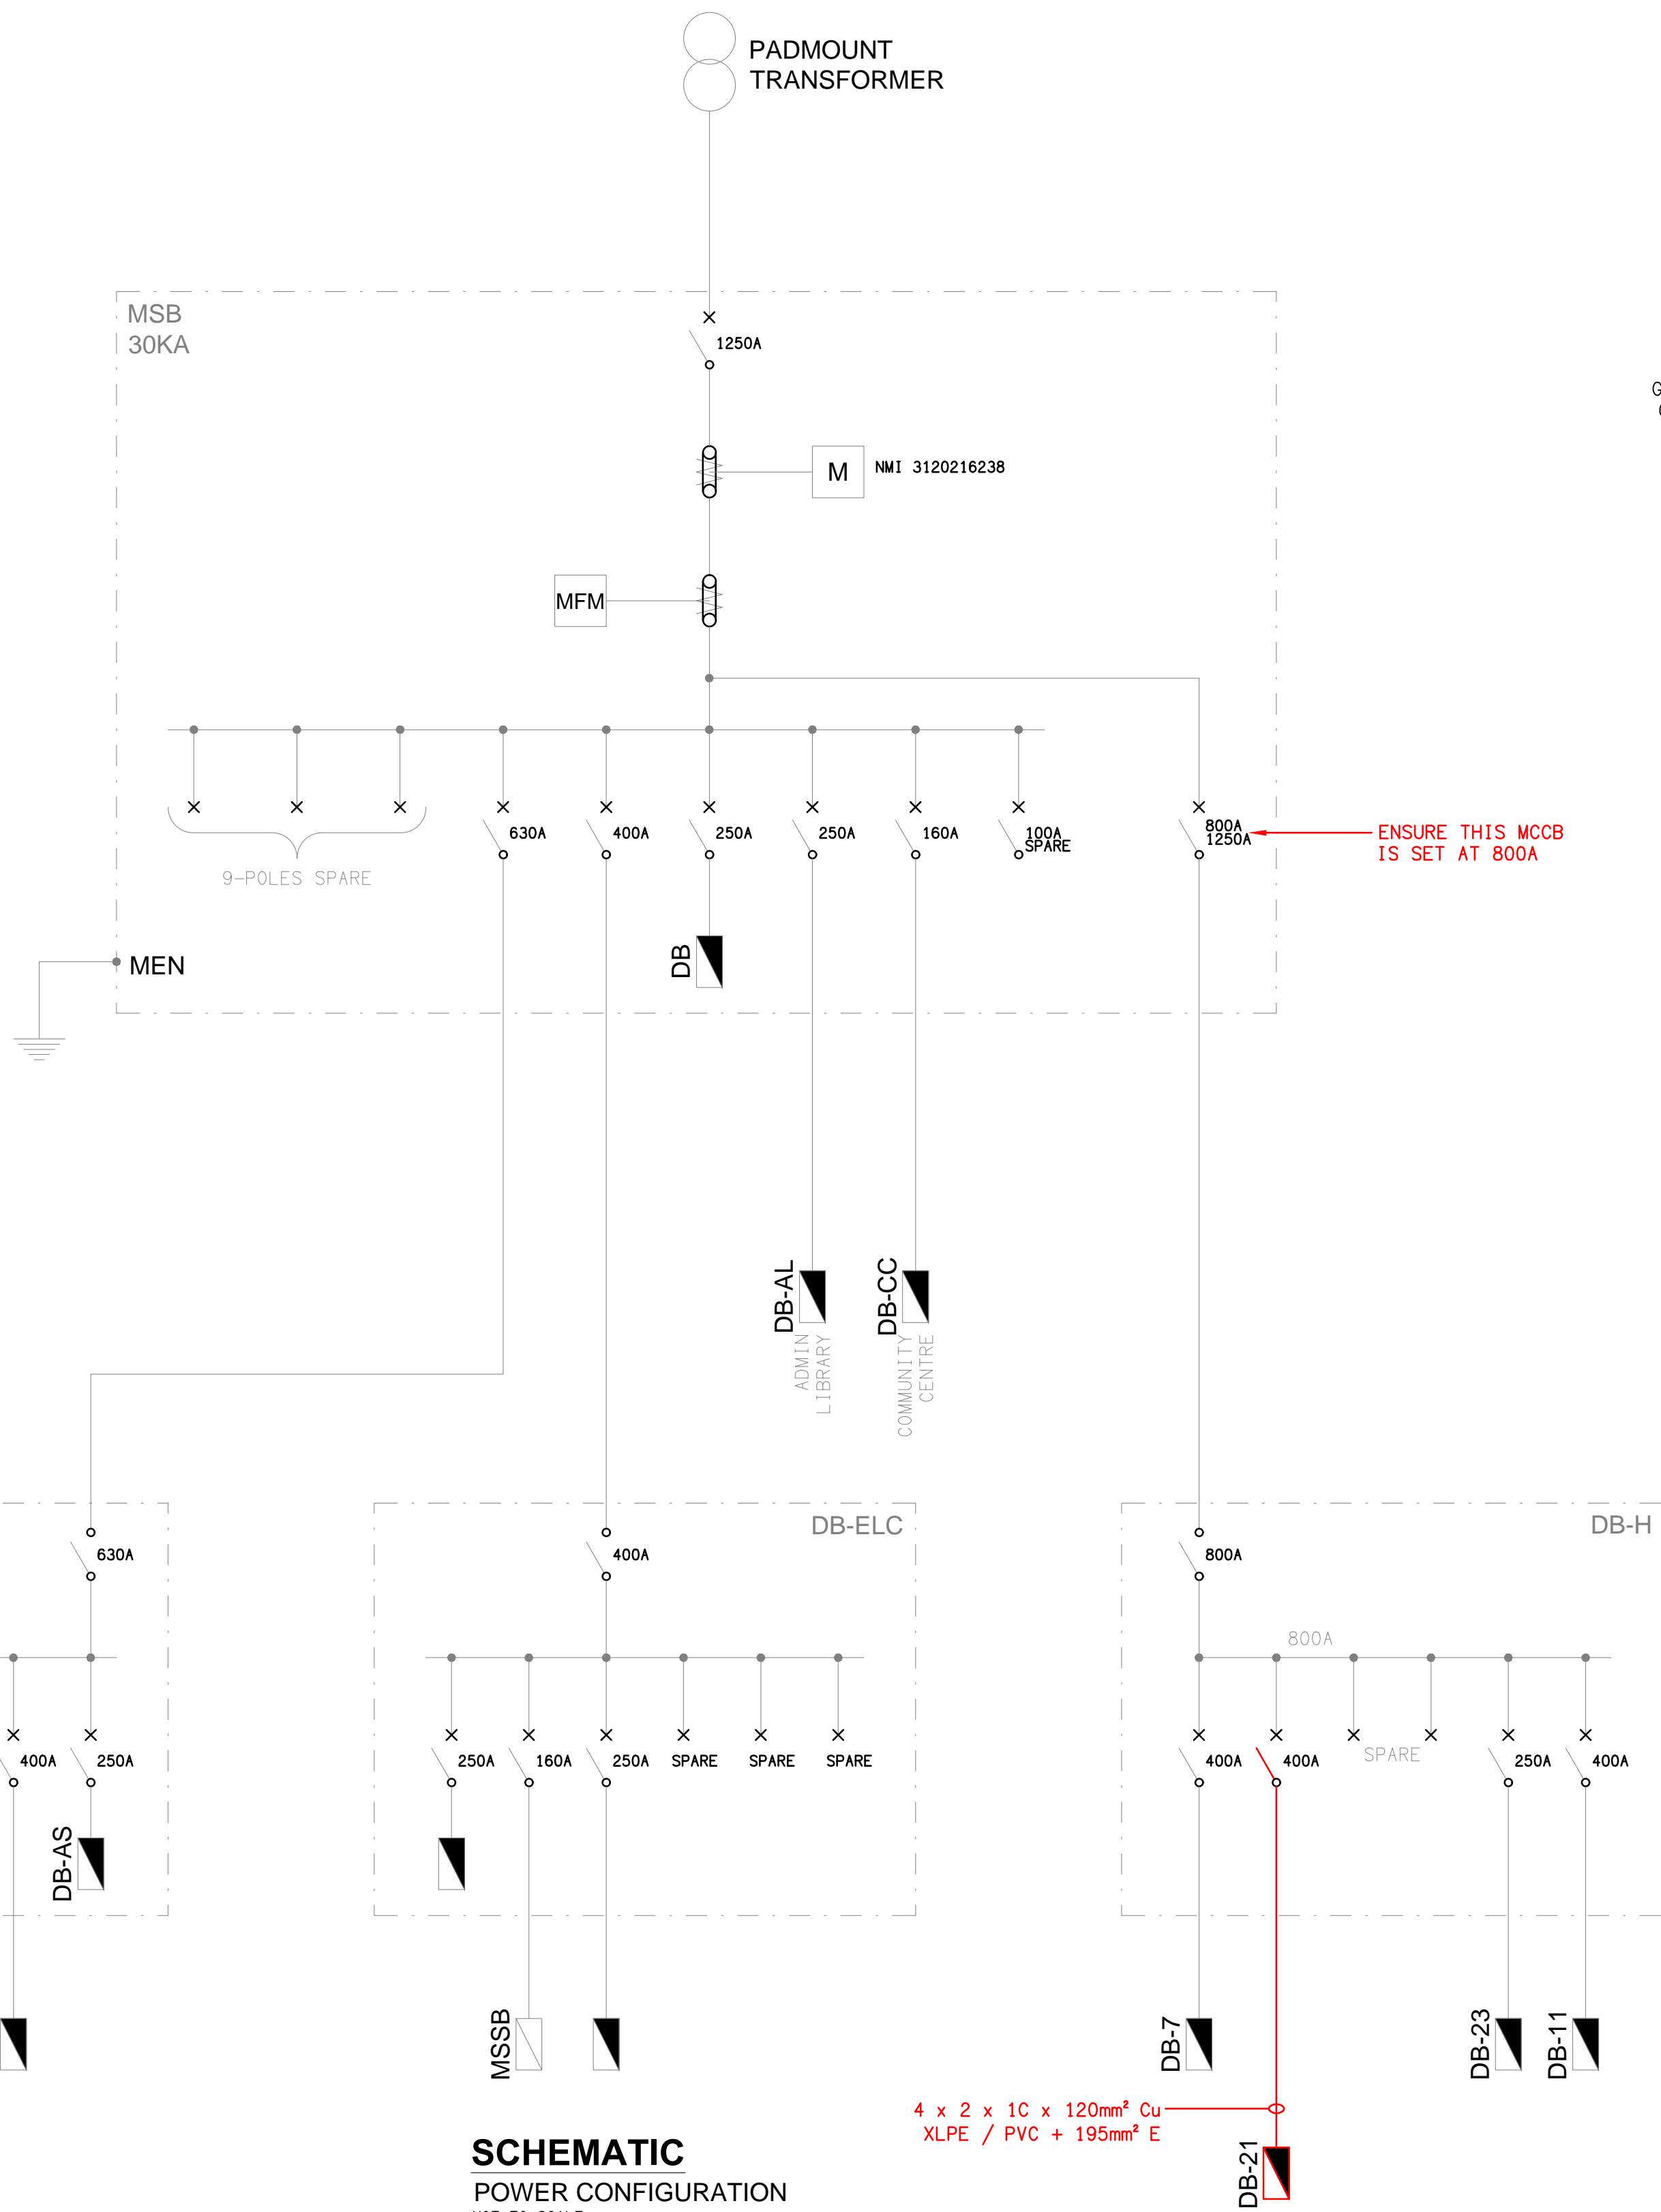 PADMOUNT
TRANSFORMER
MSB
30KA
1250A
M
NMI 3120216238
MFM
630A
400A
250A
250A
160A
100A
SPARE
800A
1250A
ENSURE THIS MCCB
IS SET AT 800A
9-POLES SPARE
MEN
DB
DB-AL
ADMIN
LIBRARY
DB-CC
COMMUNITY
CENTRE
630A
400A
250A
DB-AS
DB-ELC
400A
250A
160A
250A
SPARE
SPARE
SPARE
MSSB
DB-H
800A
800A
400A
400A
SPARE
250A
400A
DB-7
DB-23
DB-11
4 x 2 x 1C x 120mm² Cu
XLPE / PVC + 195mm² E
DB-21
SCHEMATIC
POWER CONFIGURATION